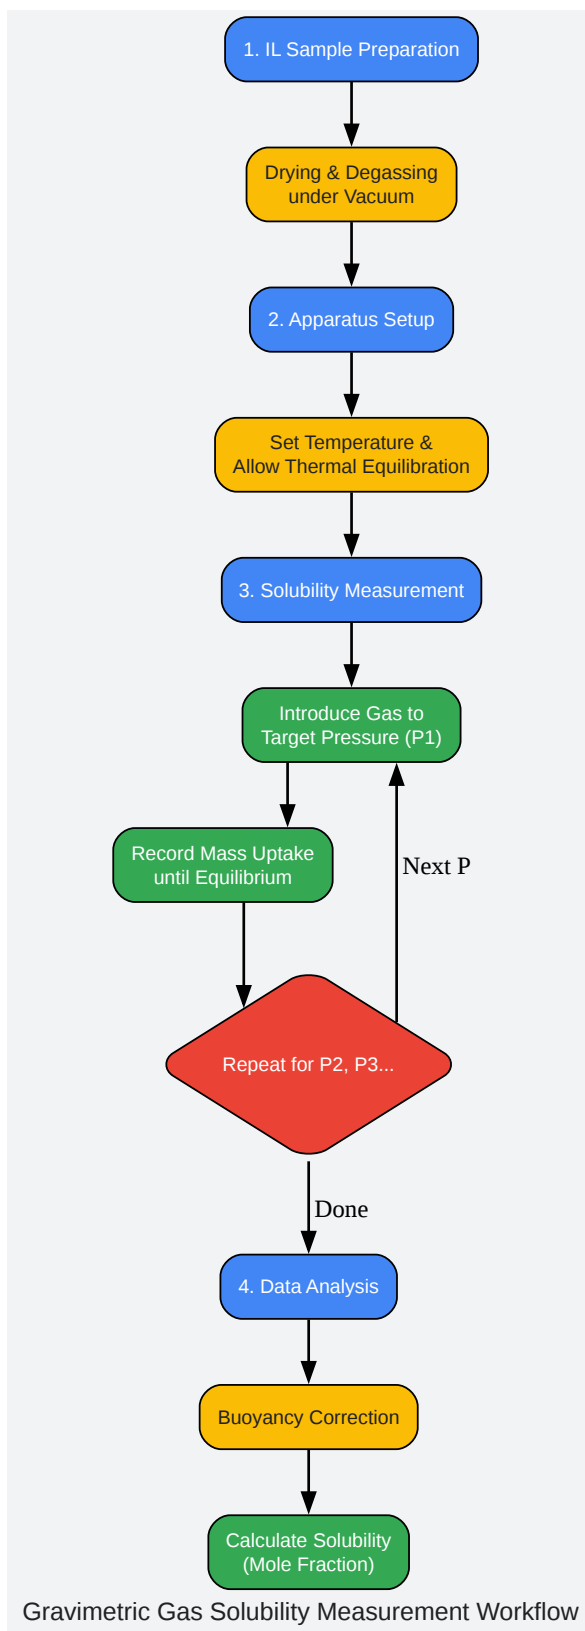 1. IL Sample Preparation
Drying & Degassing
under Vacuum
2. Apparatus Setup
Set Temperature &
Allow Thermal Equilibration
3. Solubility Measurement
Introduce Gas to
Target Pressure (P1)
Record Mass Uptake
until Equilibrium
Next P
Repeat for P2, P3...
Done
4. Data Analysis
Buoyancy Correction
Calculate Solubility
(Mole Fraction)
Gravimetric Gas Solubility Measurement Workflow